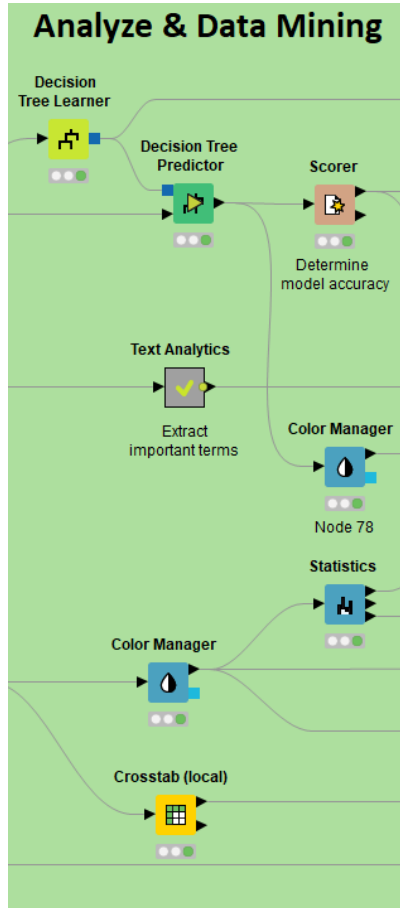 Analyze & Data Mining
Decision
Tree Learner
Decision Tree
Predictor
Scorer
Determine
model accuracy
Text Analytics
Extract
important terms
Color Manager
Node 78
Statistics
Color Manager
Crosstab (local)